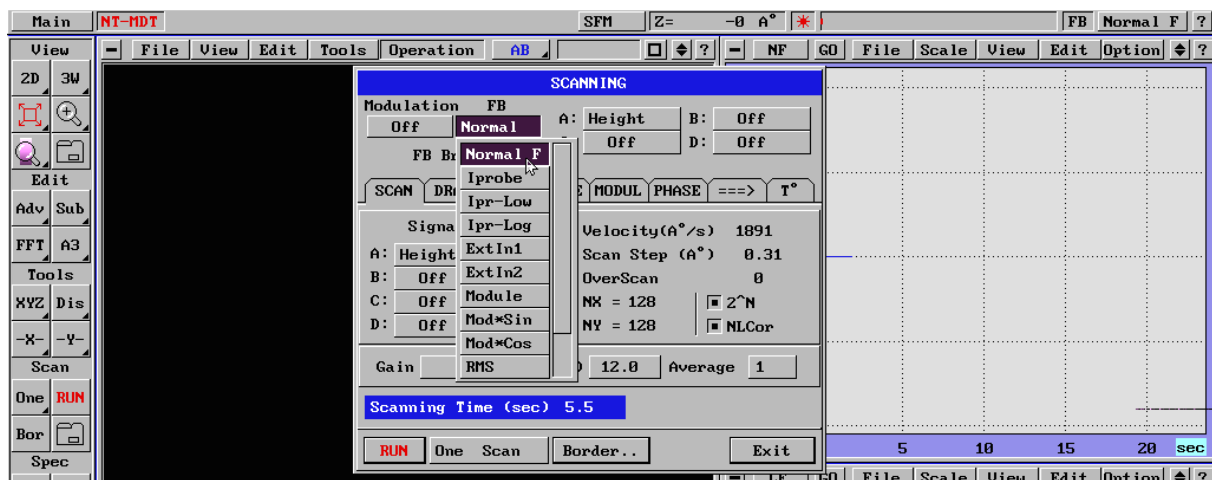 Main NT-MDT SFM Z= -0 A° FB Normal F ?
View - File View Edit Tools Operation AB ? - NF GO File Scale View Edit Option ?
2D 3W
SCANNING
Modulation FB
Off Normal A: Height B: Off
Off D: Off
FB Br Normal F
Iprobe
Ipr-Low
Ipr-Log
ExtIn1
ExtIn2
Module
Mod*Sin
Mod*Cos
RMS
SCAN MODUL PHASE ===> T°
Signa Velocity(A°/s) 1891
A: Height Scan Step (A°) 0.31
B: Off OverScan 0
C: Off NX = 128 2^N
D: Off NY = 128 NLCor
Gain 12.0 Average 1
Scanning Time (sec) 5.5
RUN One Scan Border.. Exit
Edit
Adv Sub
FFT A3
Tools
XYZ Dis
-X- -Y-
Scan
One RUN
Bor
Spec
5 10 15 20 sec
GO File Scale View Edit Option ?